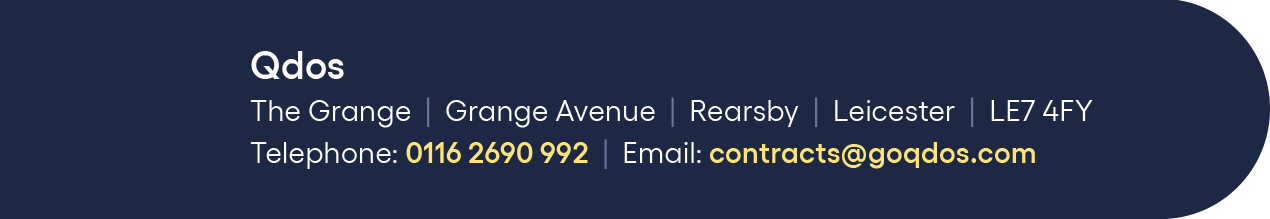 Qdos
The Grange | Grange Avenue | Rearsby | Leicester | LE7 4FY
Telephone: 0116 2690 992 | Email: contracts@goqdos.com